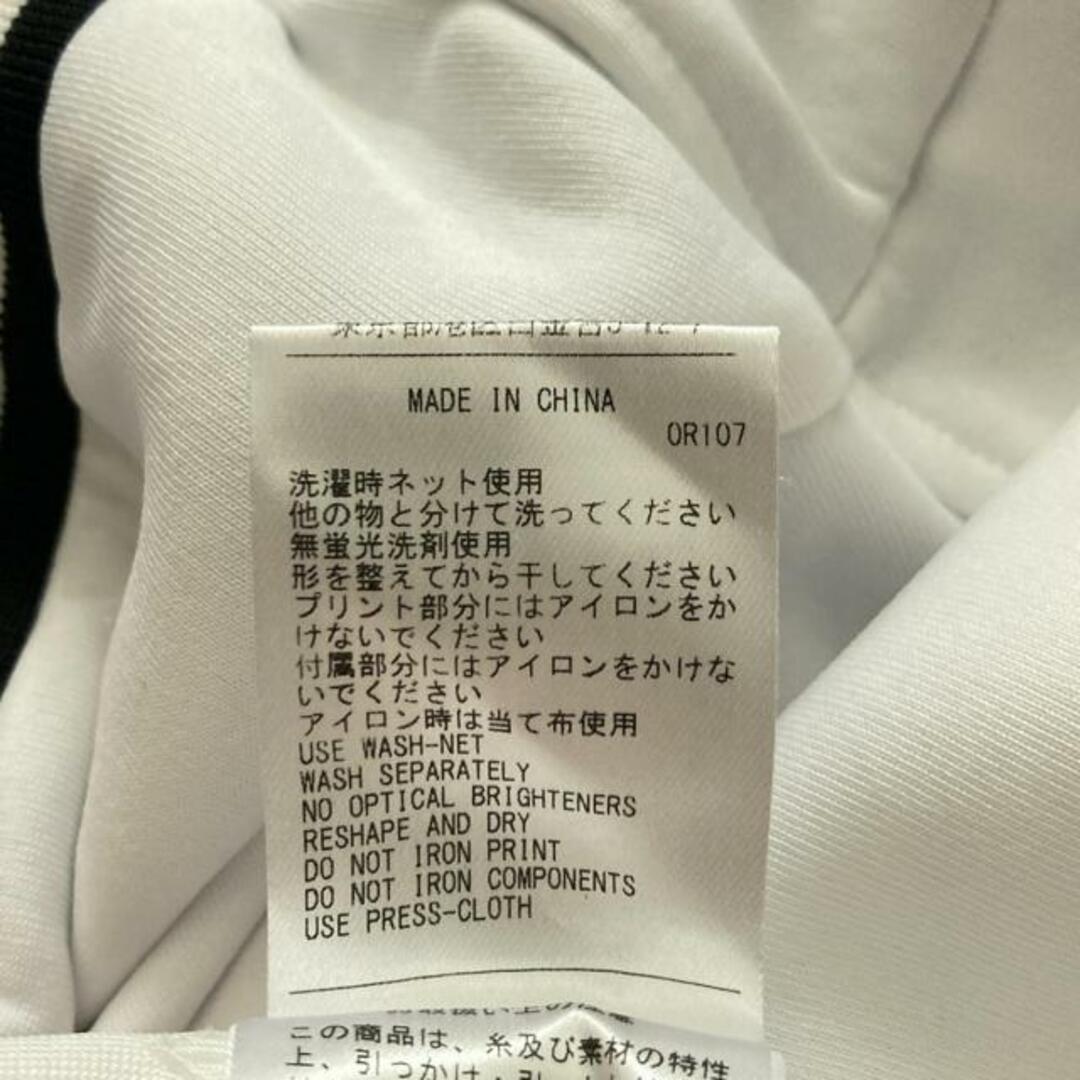 MADE IN CHINA
0R107
洗濯時ネット使用
他の物と分けて洗ってください
無蛍光洗剤使用
形を整えてから干してください
プリント部分にはアイロンをか
けないでください
付属部分にはアイロンをかけな
いでください
アイロン時は当て布使用
USE WASH-NET
WASH SEPARATELY
NO OPTICAL BRIGHTENERS
RESHAPE AND DRY
DO NOT IRON PRINT
DO NOT IRON COMPONENTS
USE PRESS-CLOTH
この商品は、糸及び素材の特性
上、引っかけ・引